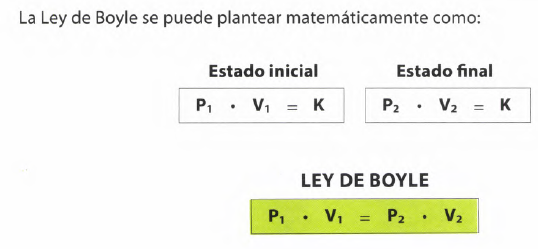 La Ley de Boyle se puede plantear matemáticamente como:
Estado inicial
P₁ · V₁ = K
Estado final
P₂ · V₂ = K
LEY DE BOYLE
P₁ · V₁ = P₂ · V₂